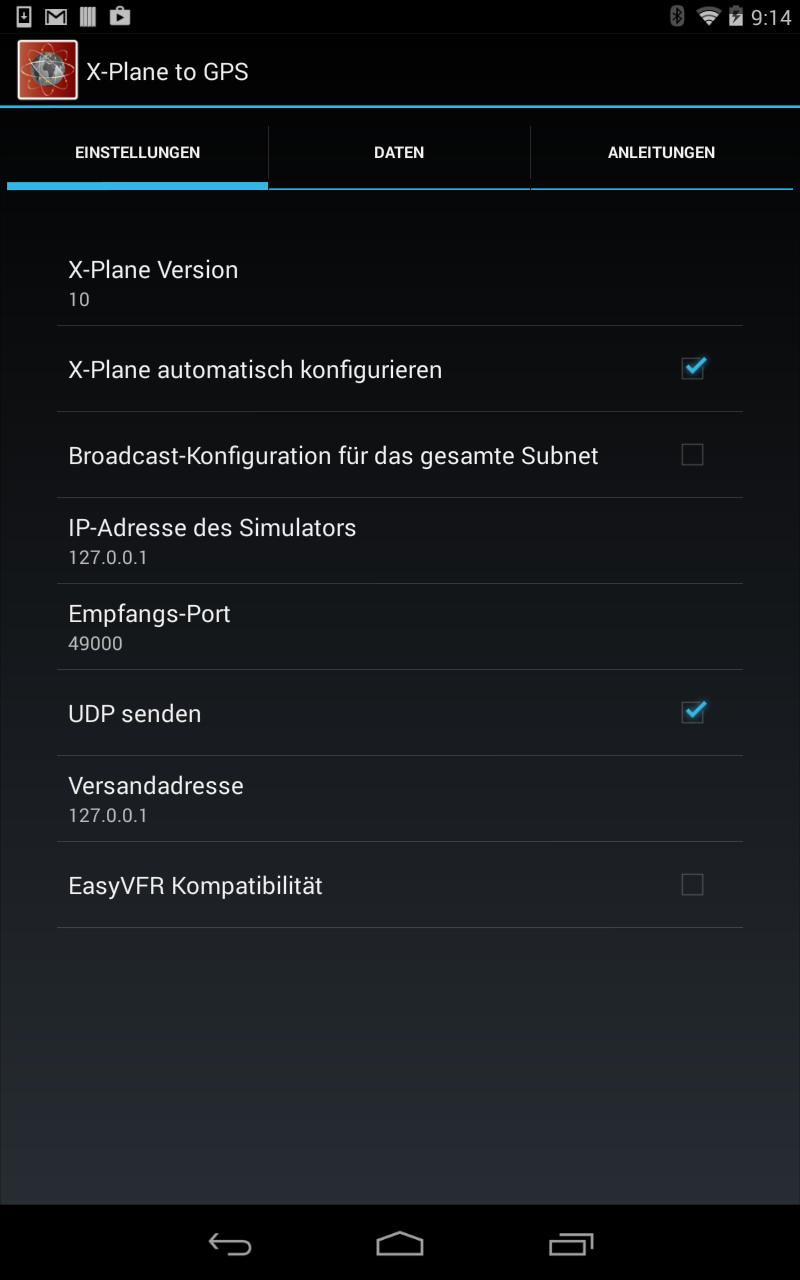 9:14
X-Plane to GPS
EINSTELLUNGEN
DATEN
ANLEITUNGEN
X-Plane Version
10
X-Plane automatisch konfigurieren
Broadcast-Konfiguration für das gesamte Subnet
IP-Adresse des Simulators
127.0.0.1
Empfangs-Port
49000
UDP senden
Versandadresse
127.0.0.1
EasyVFR Kompatibilität